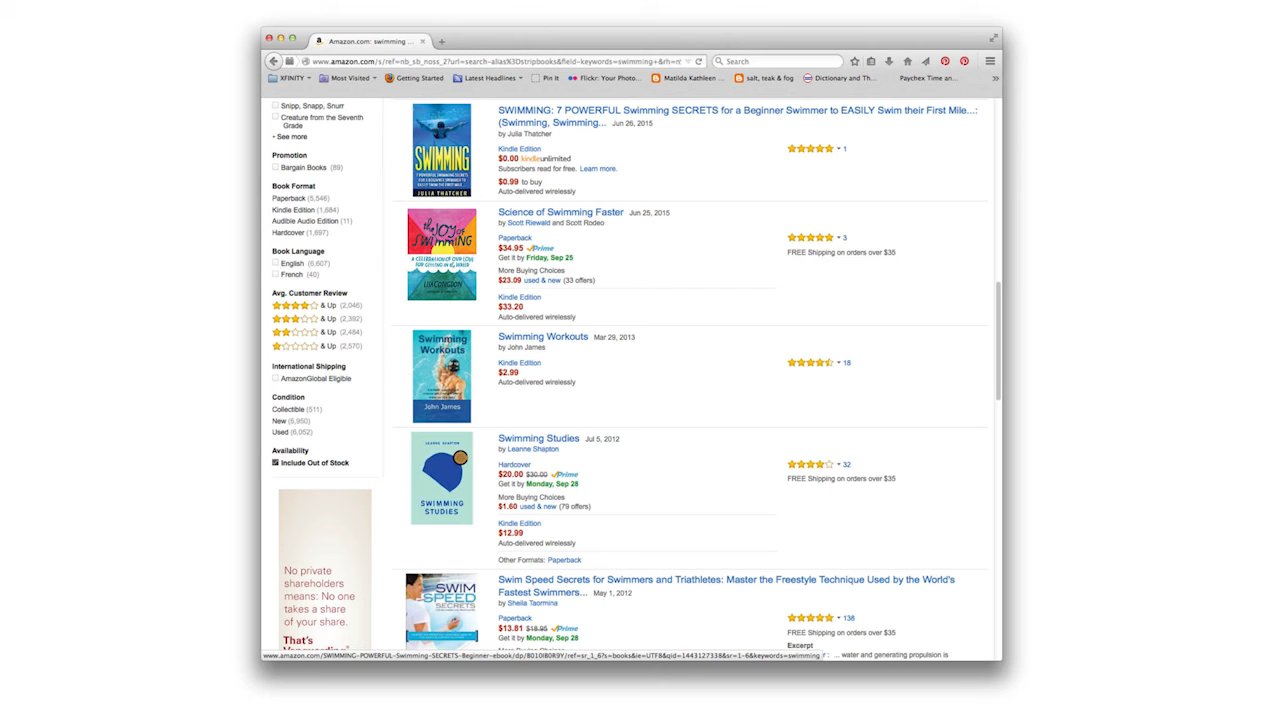 Amazon.com: swimming ...
www.amazon.com/s/ref=nb_sb_noss_2?url=search-alias%3Dstripbooks&field-keywords=swimming+&rh=n
Search
XFINITY
Most Visited
Getting Started
Latest Headlines
Pin It
Flickr: Your Photo...
Matilda Kathleen ...
salt, teak & fog
Dictionary and Th...
Paychex Time an...
Snipp, Snapp, Snurr
Creature from the Seventh
Grade
See more
Promotion
Bargain Books (89)
Book Format
Paperback (5,546)
Kindle Edition (1,684)
Audible Audio Edition (11)
Hardcover (1,697)
Book Language
English (6,607)
French (40)
Avg. Customer Review
& Up (2,046)
& Up (2,392)
& Up (2,484)
& Up (2,570)
International Shipping
AmazonGlobal Eligible
Condition
Collectible (511)
New (6,950)
Used (6,052)
Availability
Include Out of Stock
No private
shareholders
means: No one
takes a share
of your share.
That's
SWIMMING
7 POWERFUL SWIMMING SECRETS
JULIA THATCHER
SWIMMING: 7 POWERFUL Swimming SECRETS for a Beginner Swimmer to EASILY Swim their First Mile...:
(Swimming, Swimming... Jun 26, 2015
by Julia Thatcher
Kindle Edition
$0.00 kindleunlimited
Subscribers read for free. Learn more.
$0.99 to buy
Auto-delivered wirelessly
1
the JOY of
SWIMMING
A CELEBRATION OF OUR LOVE
FOR GETTING IN THE WATER
LISA CONGDON
Science of Swimming Faster Jun 25, 2015
by Scott Riewald and Scott Rodeo
Paperback
$34.95 Prime
Get it by Friday, Sep 25
More Buying Choices
$23.09 used & new (33 offers)
Kindle Edition
$33.20
Auto-delivered wirelessly
3
FREE Shipping on orders over $35
Swimming
Workouts
John James
Swimming Workouts Mar 29, 2013
by John James
Kindle Edition
$2.99
Auto-delivered wirelessly
18
LEANNE SHAPTON
SWIMMING
STUDIES
Swimming Studies Jul 5, 2012
by Leanne Shapton
Hardcover
$20.00 $30.00 Prime
Get it by Monday, Sep 28
More Buying Choices
$1.60 used & new (79 offers)
Kindle Edition
$12.99
Auto-delivered wirelessly
Other Formats: Paperback
32
FREE Shipping on orders over $35
SWIM
SPEED
SECRETS
Swim Speed Secrets for Swimmers and Triathletes: Master the Freestyle Technique Used by the World's
Fastest Swimmers... May 1, 2012
by Sheila Taormina
Paperback
$13.81 $18.95 Prime
Get it by Monday, Sep 28
138
FREE Shipping on orders over $35
Excerpt
... water and generating propulsion is